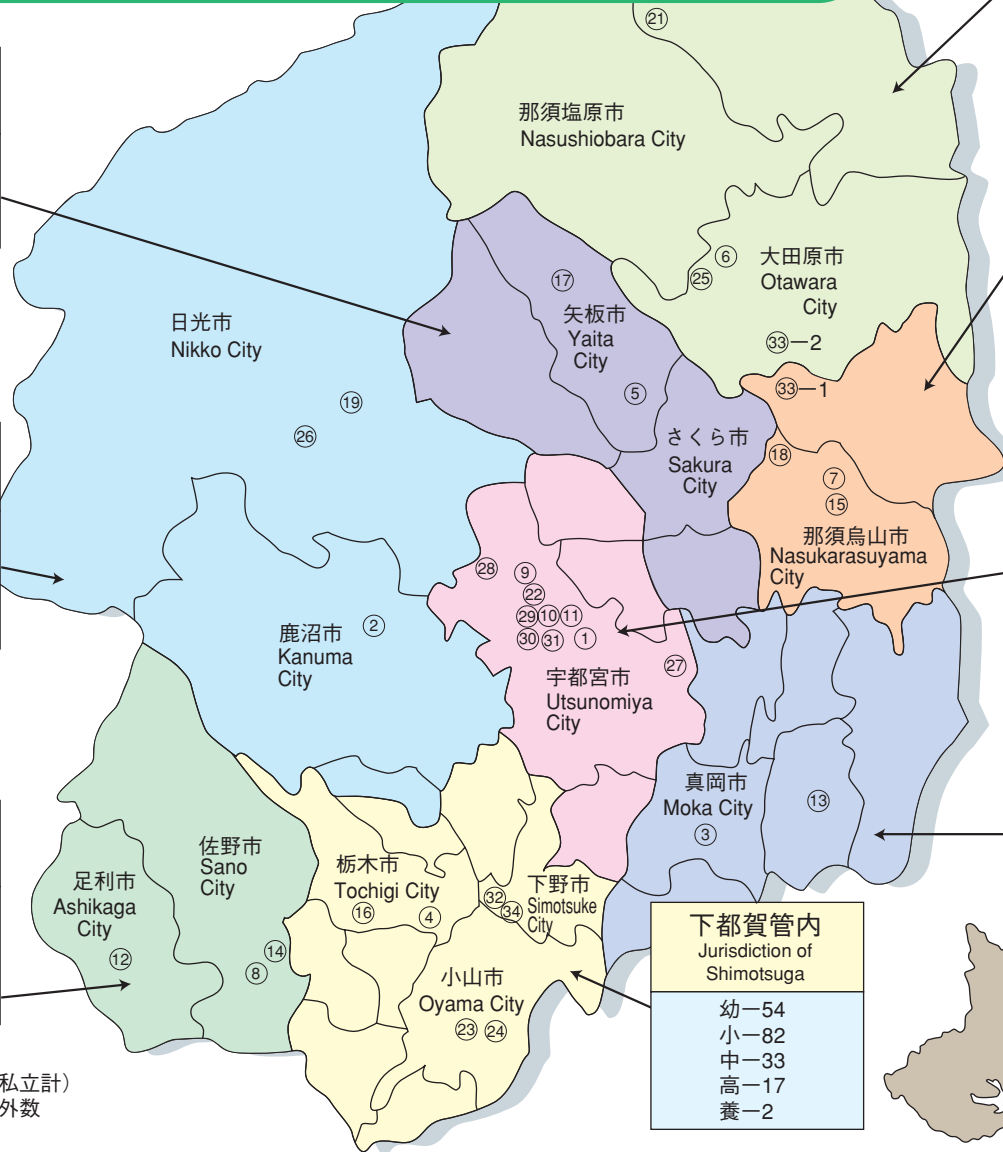 ㉑
那須塩原市
Nasushiobara City
⑥
㉕
大田原市
Otawara
City
㉝ー2
⑰
矢板市
Yaita
City
⑤
日光市
Nikko City
⑲
㉖
㉝ー1
さくら市
Sakura
City
⑱
⑦
⑮
那須烏山市
Nasukarasuyama
City
㉘
⑨
㉒
㉙ ⑩ ⑪
㉚ ㉛ ①
㉗
宇都宮市
Utsunomiya
City
②
鹿沼市
Kanuma
City
真岡市
Moka City
③
⑬
佐野市
Sano
City
足利市
Ashikaga
City
⑫
⑭
⑧
栃木市
Tochigi City
⑯
④
㉜
㉞
下野市
Simotsuke
City
小山市
Oyama City
㉓ ㉔
下都賀管内
Jurisdiction of
Shimotsuga
幼ー54
小ー82
中ー33
高ー17
養ー2
私立計）
外数